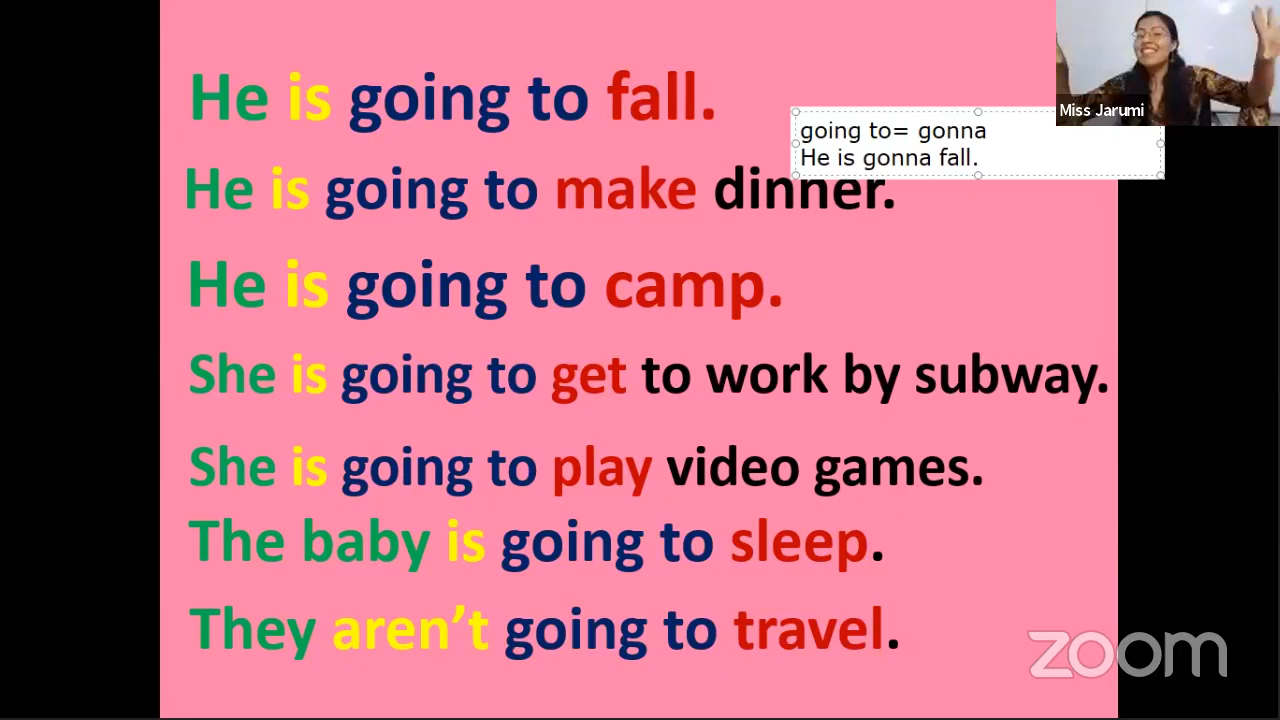 He is going to fall.
Miss Jarumi
going to= gonna
He is gonna fall.
He is going to make dinner.
He is going to camp.
She is going to get to work by subway.
She is going to play video games.
The baby is going to sleep.
They aren't going to travel.
zoom